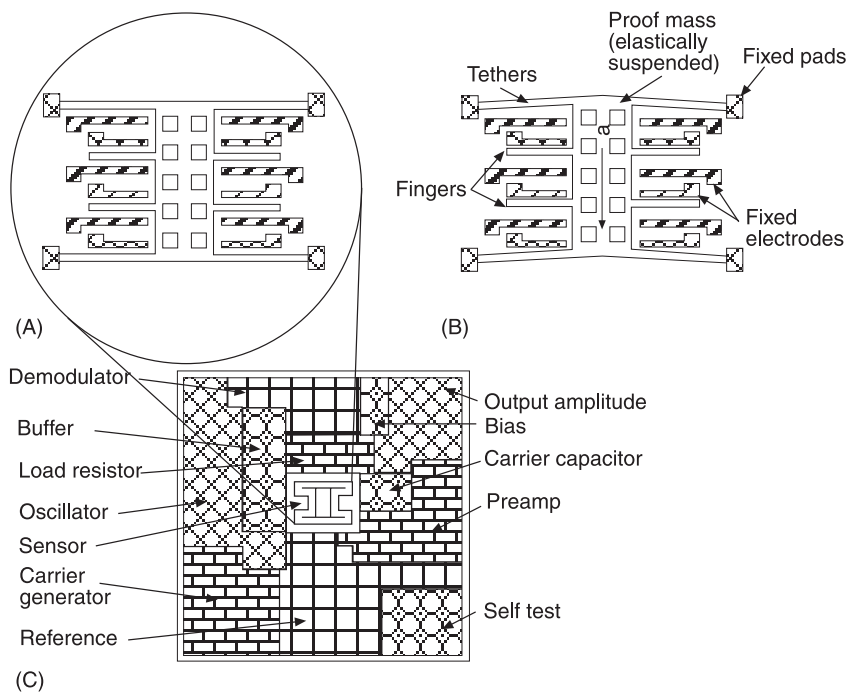 Proof mass
(elastically
suspended)
Fixed pads
Tethers
a
Fingers
Fixed
electrodes
(A)
(B)
Demodulator
Buffer
Load resistor
Oscillator
Sensor
Carrier
generator
Reference
Output amplitude
Bias
Carrier capacitor
Preamp
Self test
(C)